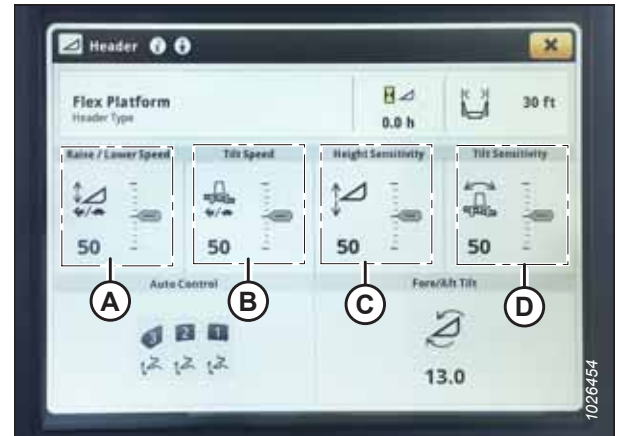 Header
Flex Platform
Header Type
0.0 h
30 ft
Raise / Lower Speed
Tilt Speed
Height Sensitivity
Tilt Sensitivity
50
50
50
50
A
B
C
D
Auto Control
Fore/Aft Tilt
3 2 1
13.0
1026454